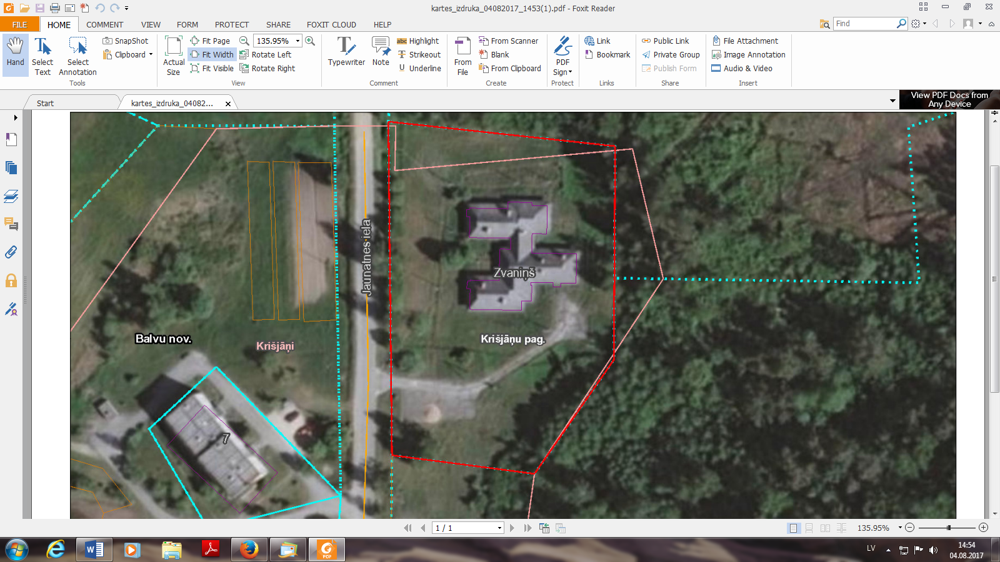 kartes_izdruka_04082017_1453(1).pdf - Foxit Reader
FILE HOME COMMENT VIEW FORM PROTECT SHARE FOXIT CLOUD HELP Find
Hand
Select Text
Select Annotation
SnapShot
Clipboard
Tools
Actual Size
Fit Page
Fit Width
Fit Visible
135.95%
Rotate Left
Rotate Right
View
Typewriter
Note
abc Highlight
Strikeout
Underline
Comment
From File
From Scanner
Blank
From Clipboard
Create
PDF Sign
Protect
Link
Bookmark
Links
Public Link
Private Group
Publish Form
Share
File Attachment
Image Annotation
Audio & Video
Insert
Start
kartes_izdruka_04082...
View PDF Docs from
Any Device
Jaunatnes iela
Zvaniņš
Balvu nov.
Krišjāņi
Krišjāņu pag.
7
1 / 1
135.95%
LV
14:54
04.08.2017